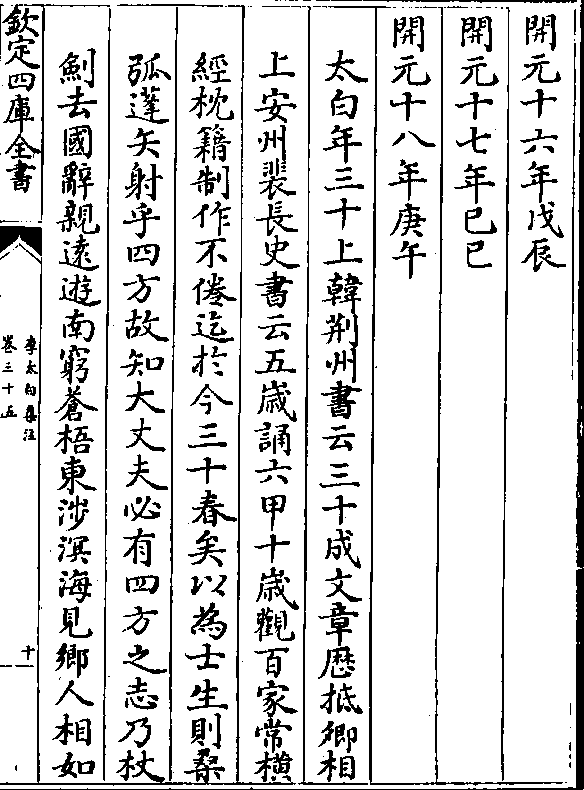 開元十六年戊辰
開元十七年己巳
開元十八年庚午
太白年三十上韓荆州書云三十成文章歴抵卿相
上安州裴長史書云五歳誦六甲十歳觀百家常橫
經枕籍制作不倦迄於今三十春矣以為士生則桑
弧蓬矢射乎四方故知大丈夫必有四方之志乃杖
劍去國辭親逺遊南窮蒼梧東涉溟海見鄉人相如
欽定四庫全書
李太白集注
卷三十五
十